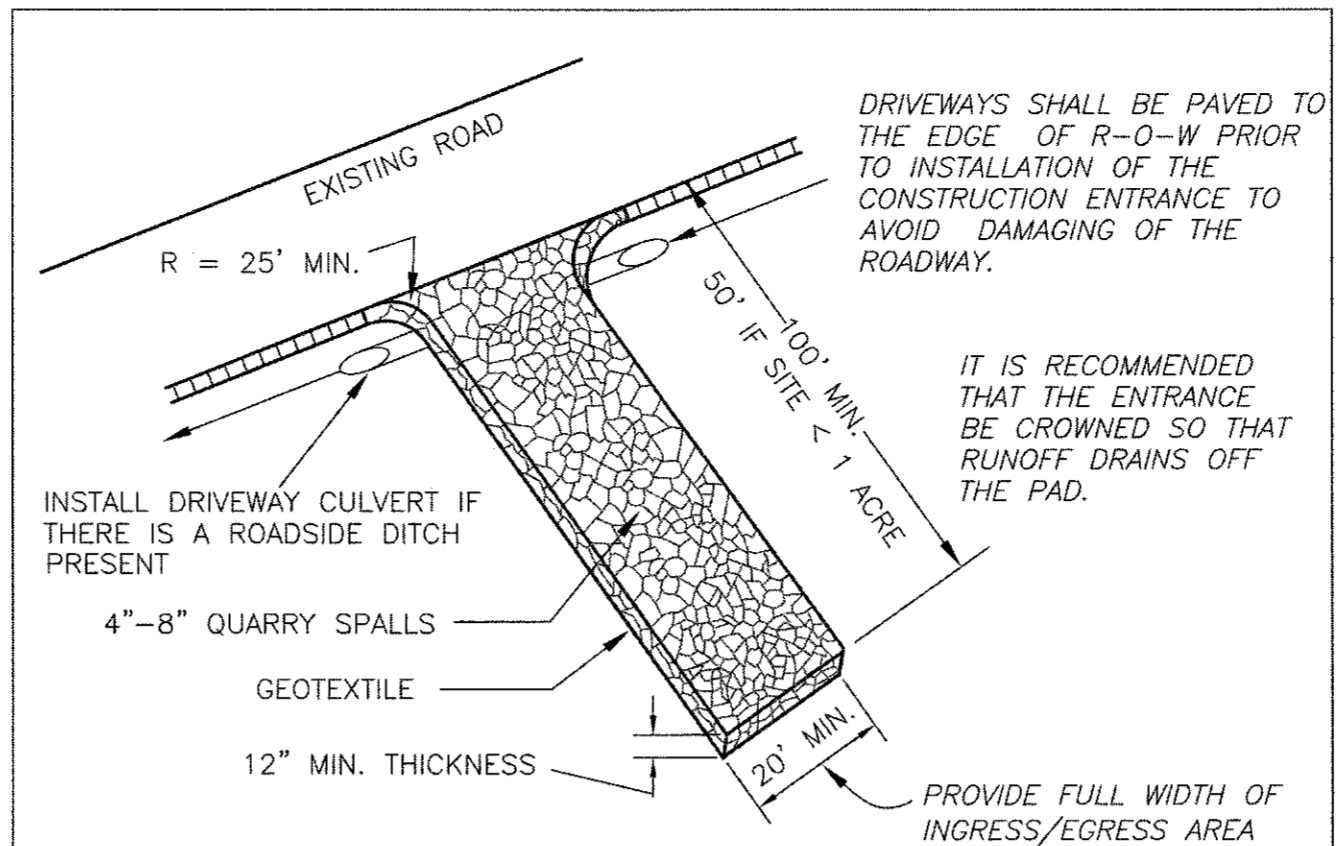 EXISTING ROAD
DRIVEWAYS SHALL BE PAVED TO
THE EDGE OF R-O-W PRIOR
TO INSTALLATION OF THE
CONSTRUCTION ENTRANCE TO
AVOID DAMAGING OF THE
ROADWAY.
R = 25' MIN.
100' MIN.
50' IF SITE < 1 ACRE
IT IS RECOMMENDED
THAT THE ENTRANCE
BE CROWNED SO THAT
RUNOFF DRAINS OFF
THE PAD.
INSTALL DRIVEWAY CULVERT IF
THERE IS A ROADSIDE DITCH
PRESENT
4"-8" QUARRY SPALLS
GEOTEXTILE
12" MIN. THICKNESS
20' MIN.
PROVIDE FULL WIDTH OF
INGRESS/EGRESS AREA